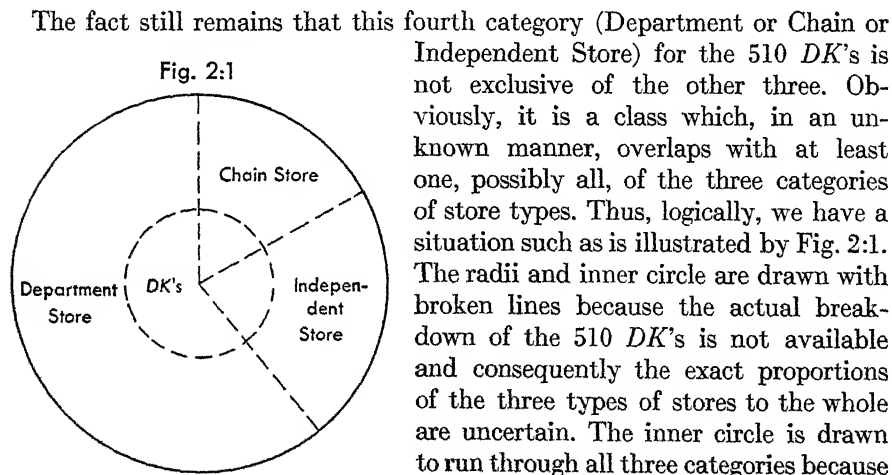 The fact still remains that this fourth category (Department or Chain or
Independent Store) for the 510 DK's is
not exclusive of the other three. Ob-
viously, it is a class which, in an un-
known manner, overlaps with at least
one, possibly all, of the three categories
of store types. Thus, logically, we have a
situation such as is illustrated by Fig. 2:1.
The radii and inner circle are drawn with
broken lines because the actual break-
down of the 510 DK's is not available
and consequently the exact proportions
of the three types of stores to the whole
are uncertain. The inner circle is drawn
to run through all three categories because
Fig. 2:1
Chain Store
Department
Store
DK's
Indepen-
dent
Store